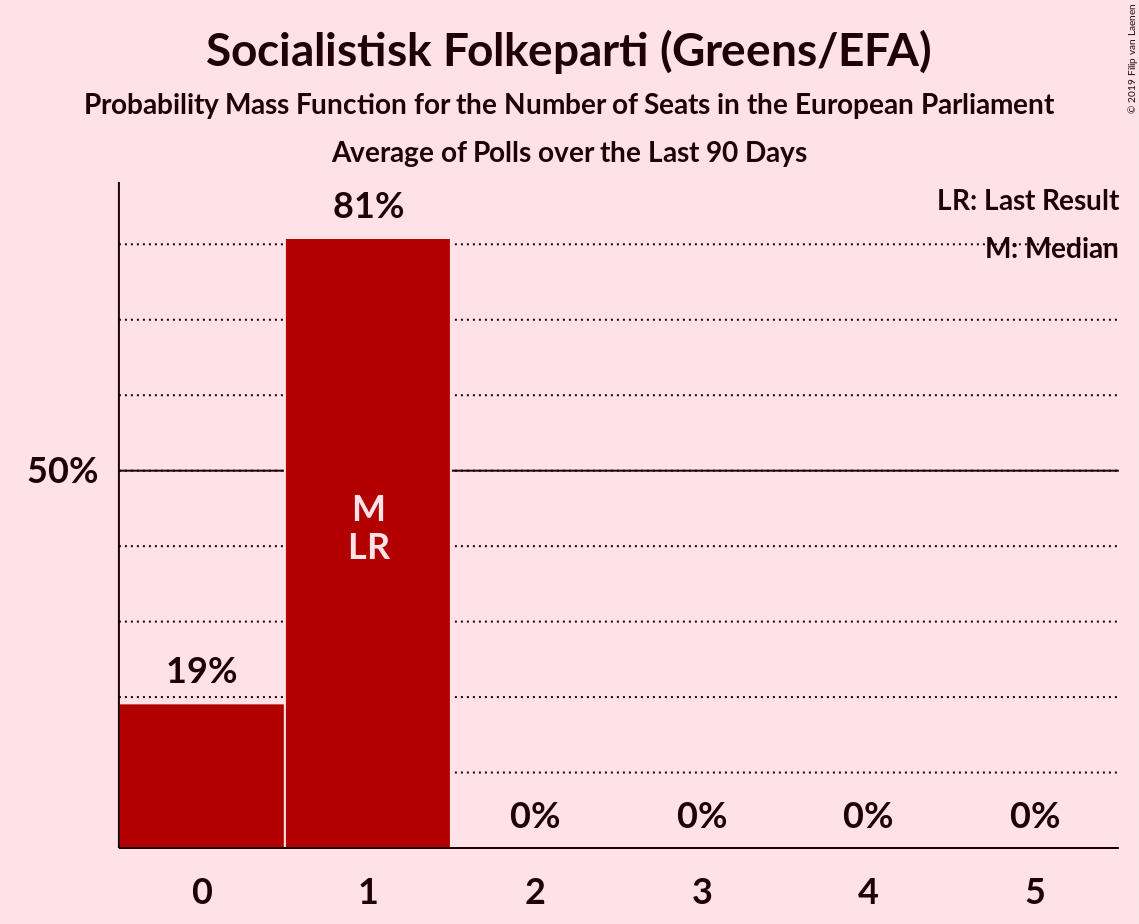 Socialistisk Folkeparti (Greens/EFA)
Probability Mass Function for the Number of Seats in the European Parliament
Average of Polls over the Last 90 Days
© 2019 Filip van Laenen
LR: Last Result
M: Median
81%
50%
M
LR
19%
0% 0% 0% 0%
0 1 2 3 4 5